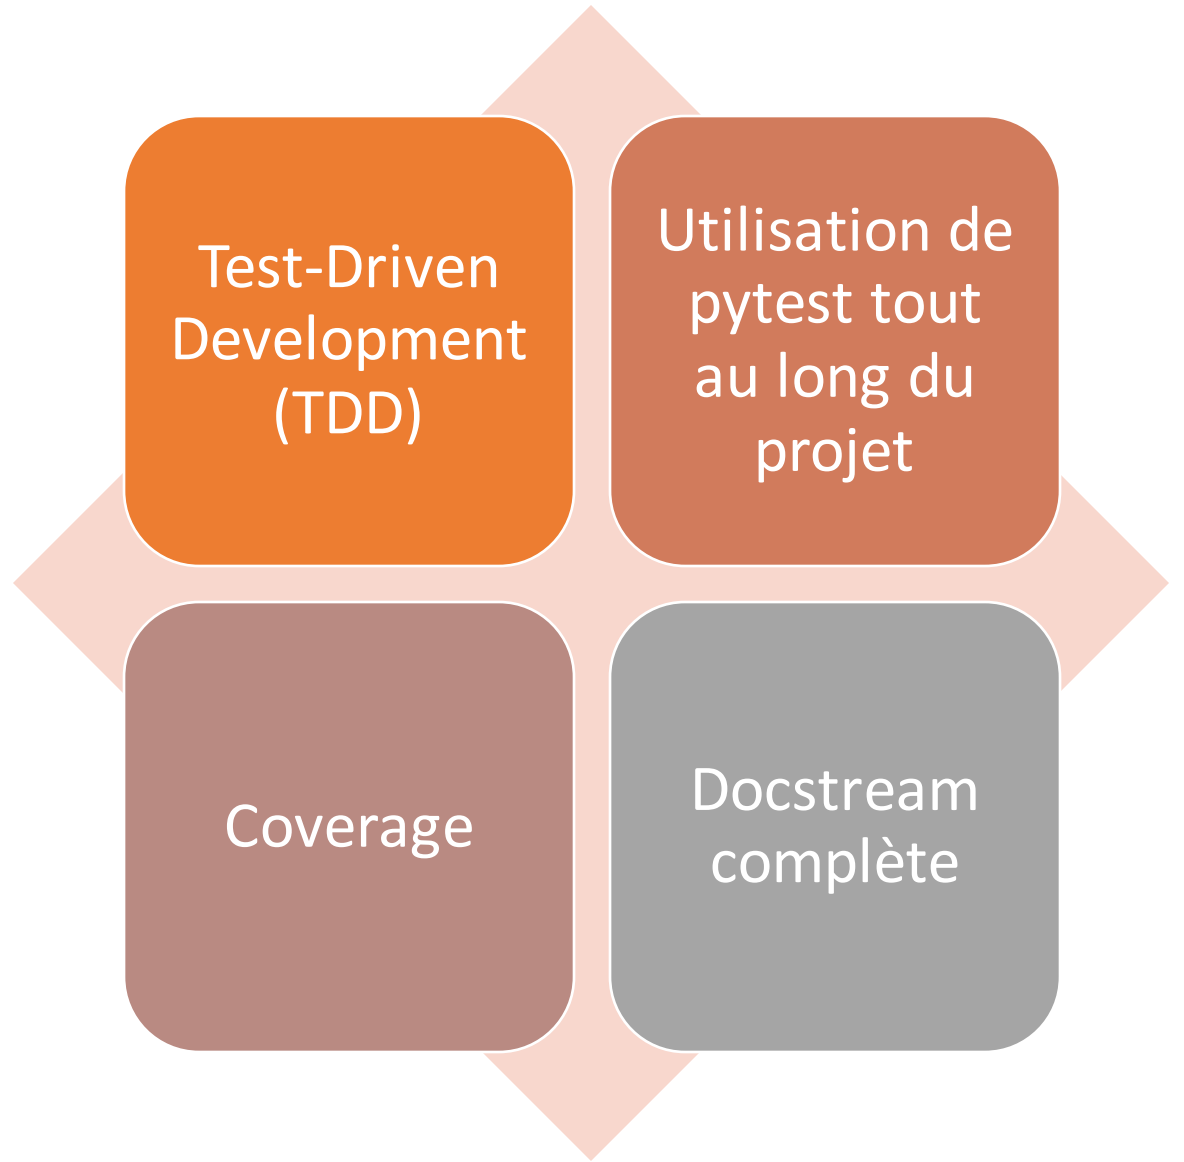 Test-Driven
Development
(TDD)
Utilisation de
pytest tout
au long du
projet
Coverage
Docstream
complète